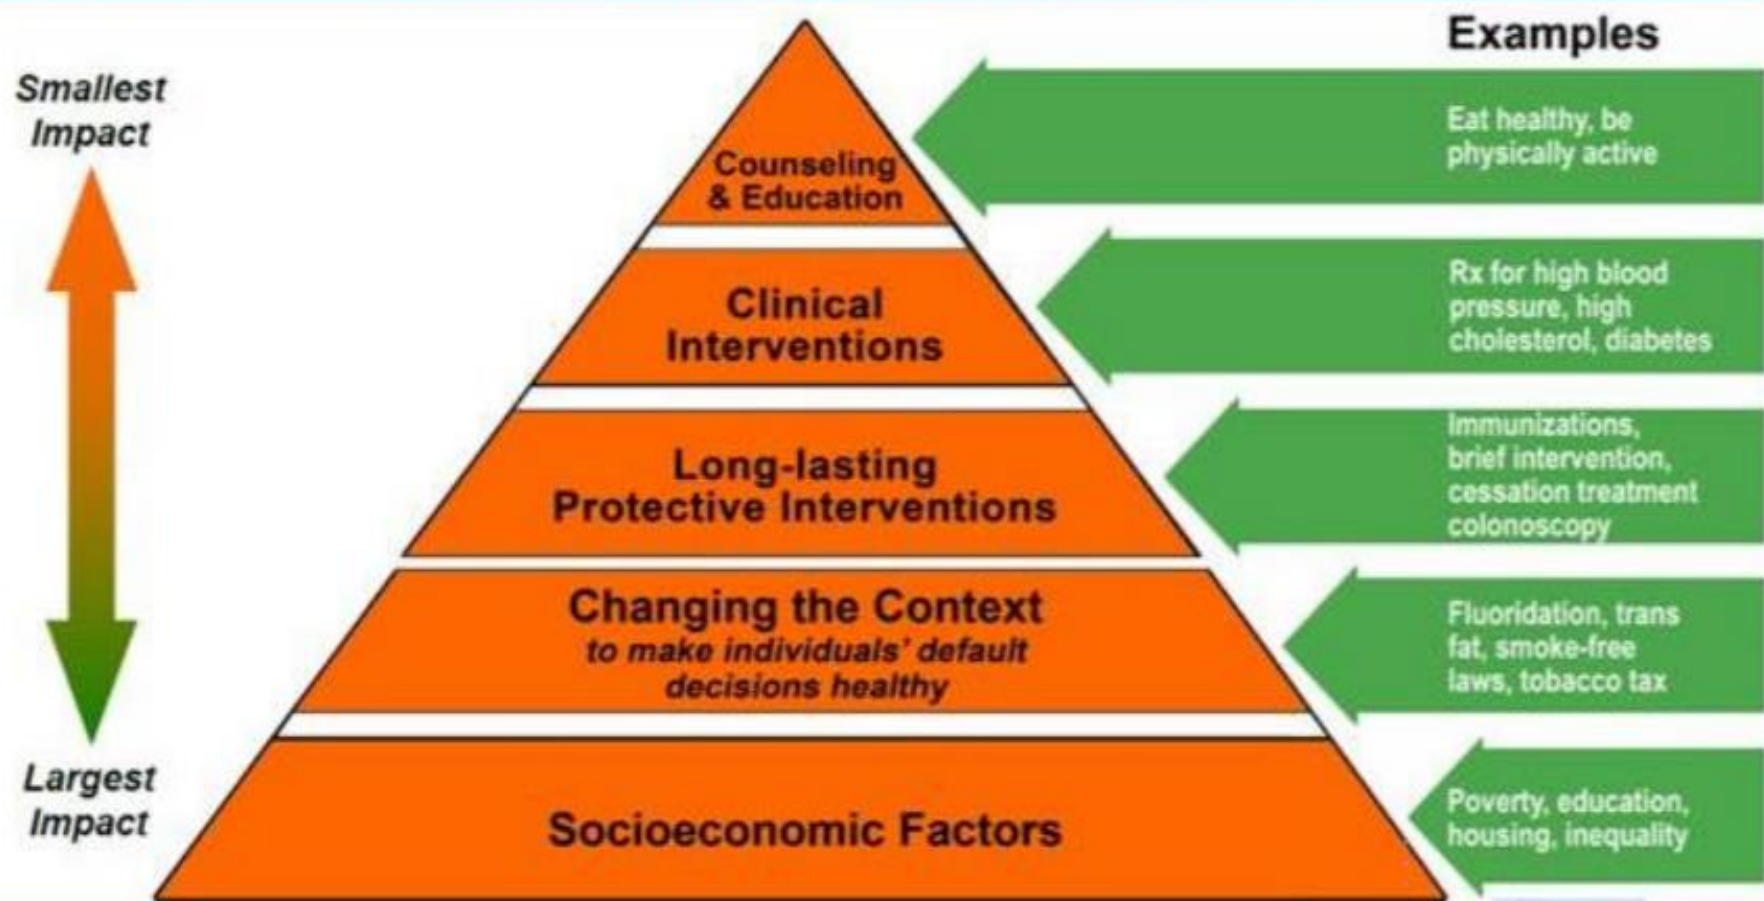 Examples
Smallest
Impact
Counseling
& Education
Eat healthy, be
physically active
Clinical
Interventions
Rx for high blood
pressure, high
cholesterol, diabetes
Long-lasting
Protective Interventions
Immunizations,
brief intervention,
cessation treatment
colonoscopy
Changing the Context
to make individuals' default
decisions healthy
Fluoridation, trans
fat, smoke-free
laws, tobacco tax
Largest
Impact
Socioeconomic Factors
Poverty, education,
housing, inequality